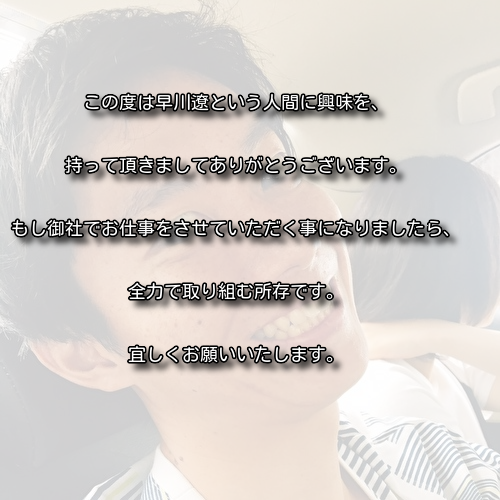 この度は早川遼という人間に興味を、
持って頂きましてありがとうございます。
もし御社でお仕事をさせていただく事になりましたら、
全力で取り組む所存です。
宜しくお願いいたします。